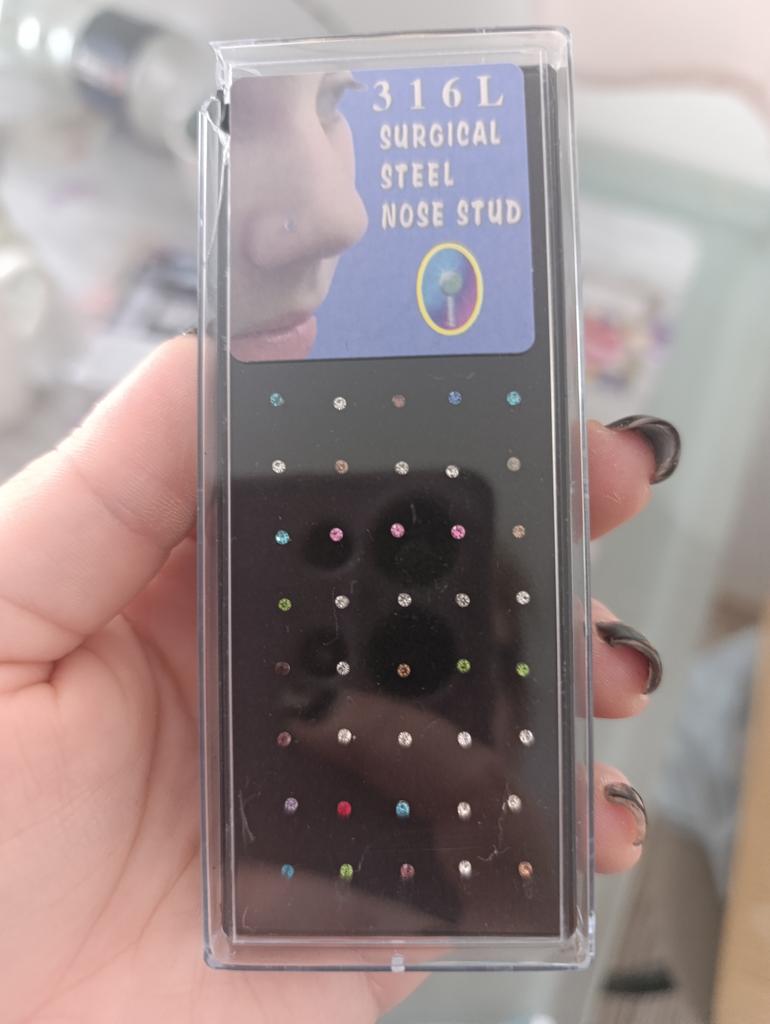 316L
SURGICAL
STEEL
NOSE STUD